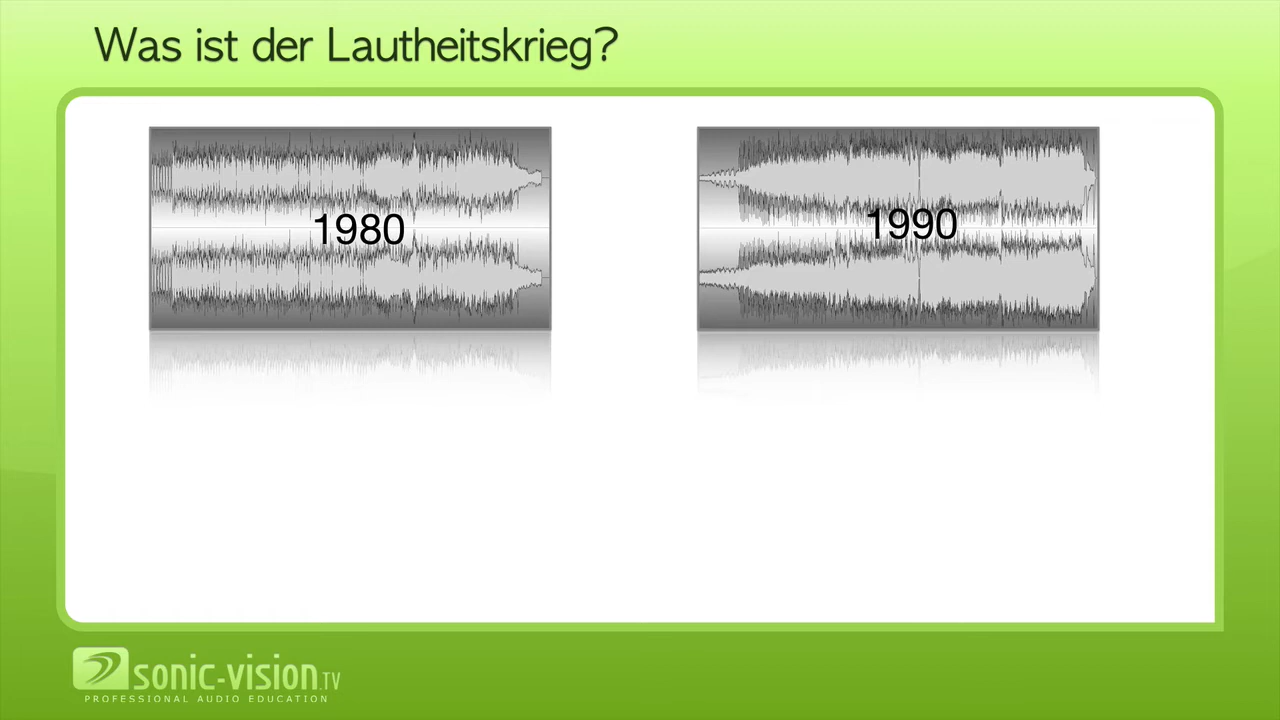 Was ist der Lautheitskrieg?
1980
1990
sonic-vision.TV
PROFESSIONAL AUDIO EDUCATION